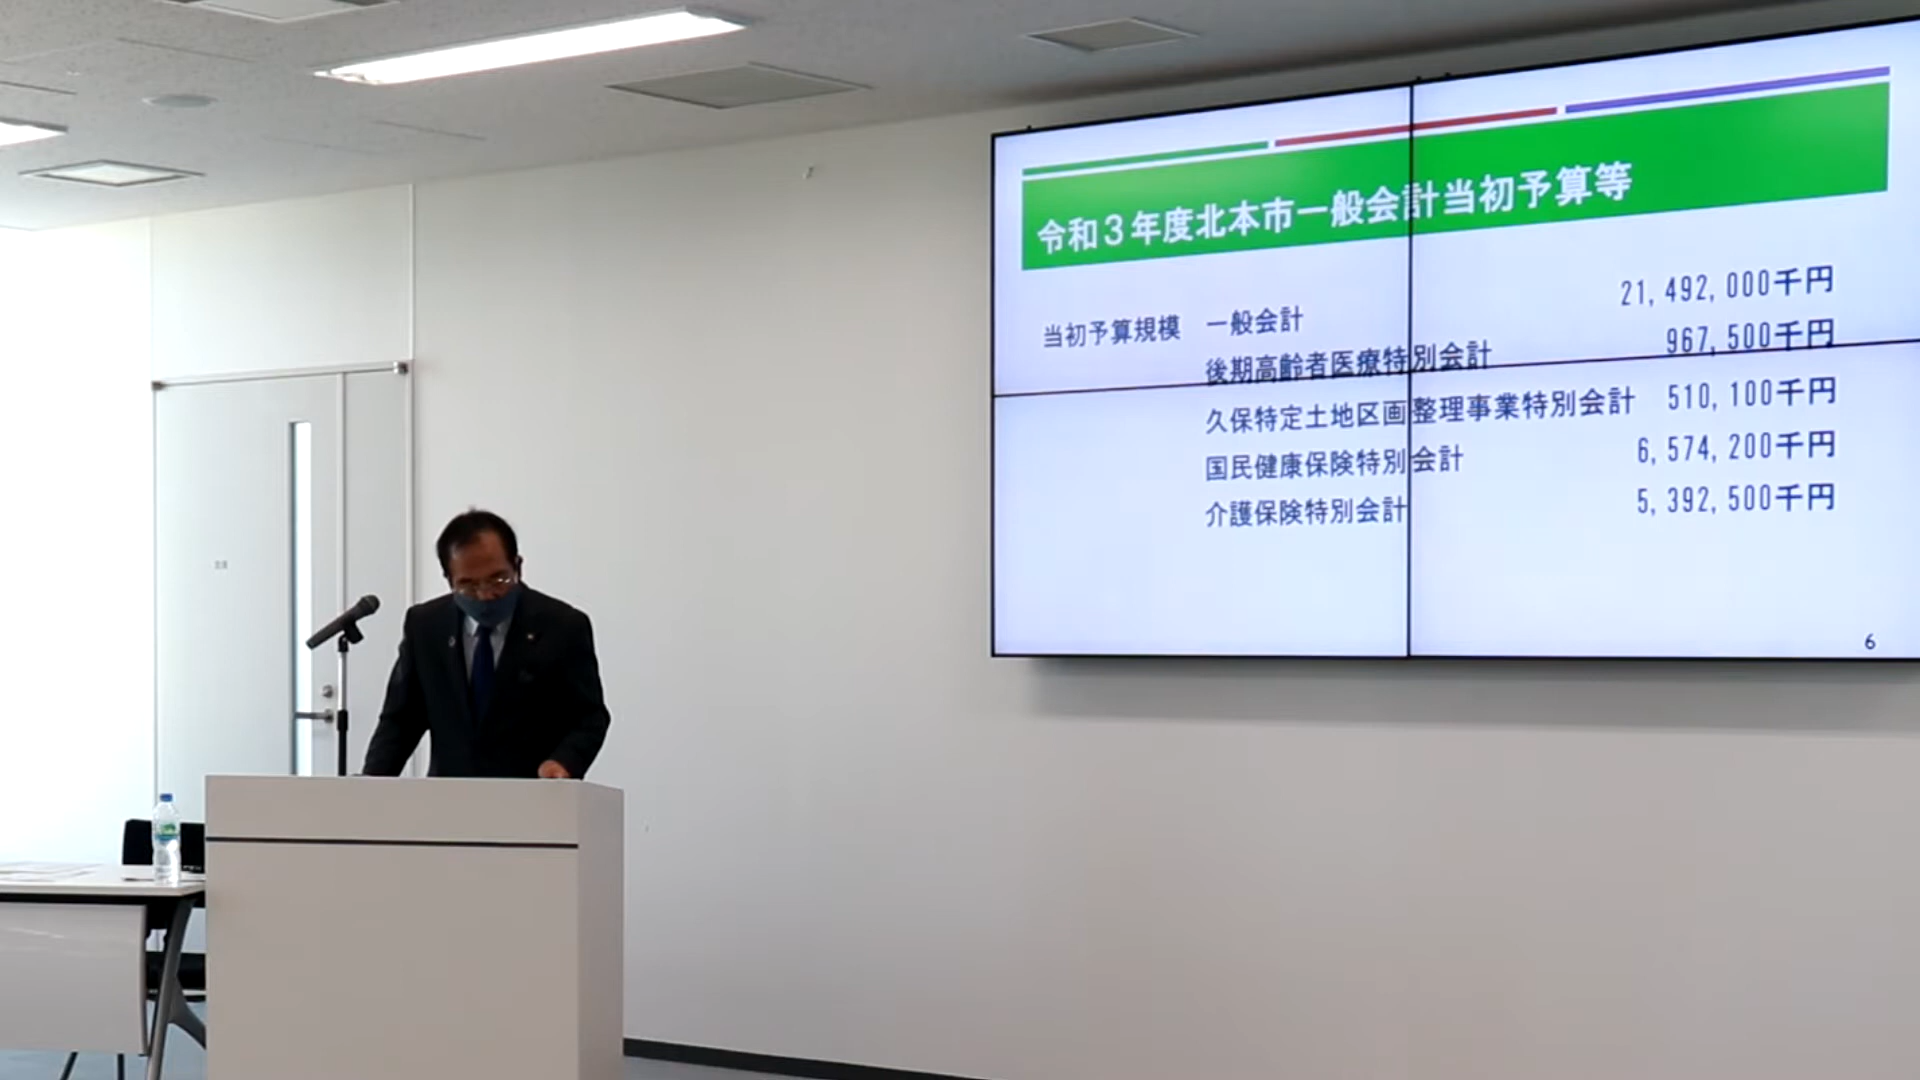 令和３年度北本市一般会計当初予算等
当初予算規模 一般会計 21,492,000千円
後期高齢者医療特別会計 967,500千円
久保特定土地区画整理事業特別会計 510,100千円
国民健康保険特別会計 6,574,200千円
介護保険特別会計 5,392,500千円
6